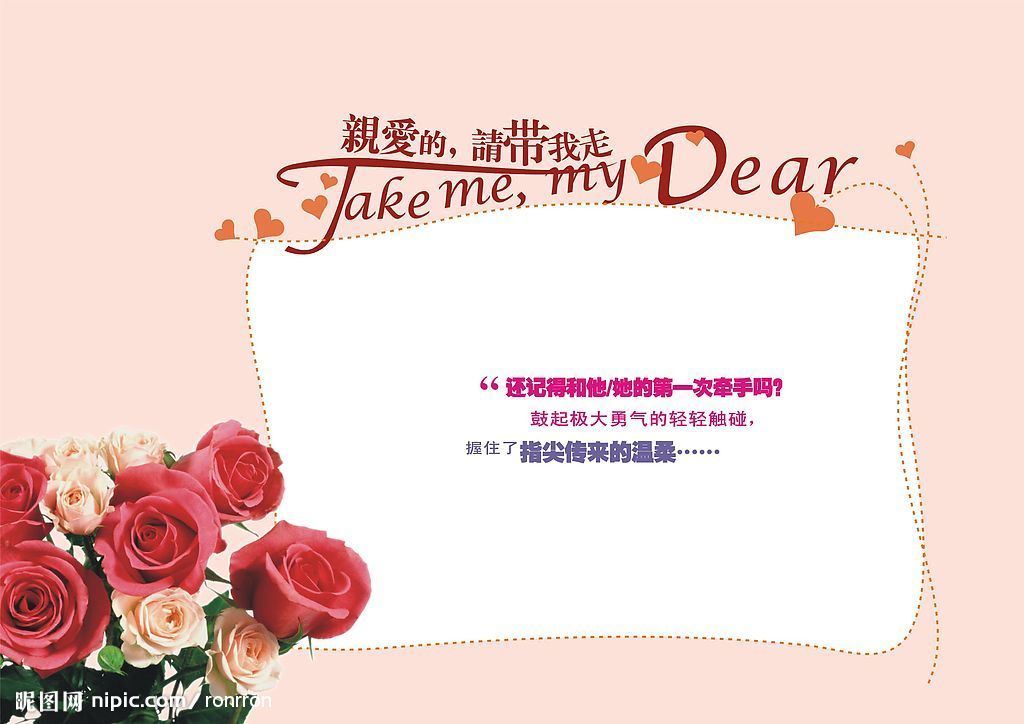 親愛的，請带我走
Take me, my Dear
“还记得和他/她的第一次牵手吗?
鼓起极大勇气的轻轻触碰，
握住了指尖传来的温柔……
昵图网 nipic.com/ronrron